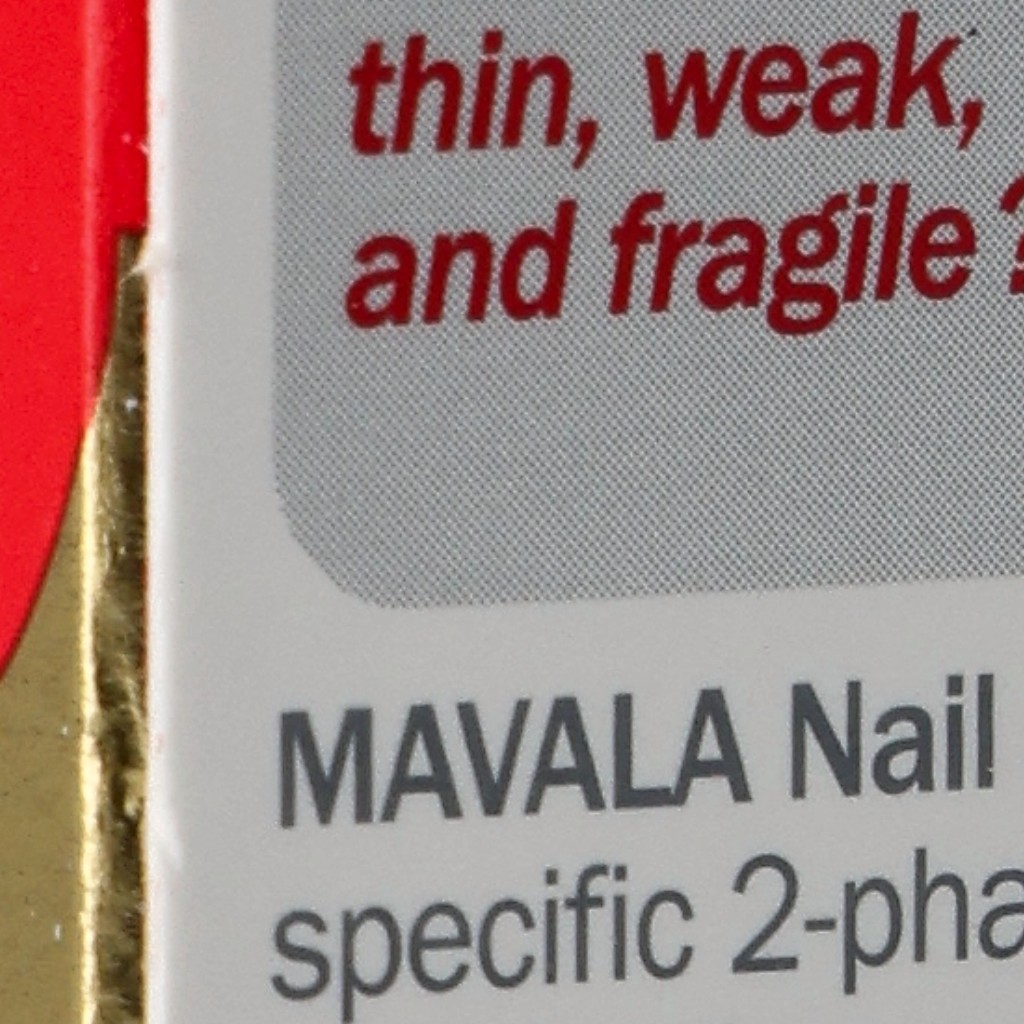 thin, weak,
and fragile ?
MAVALA Nail
specific 2-pha